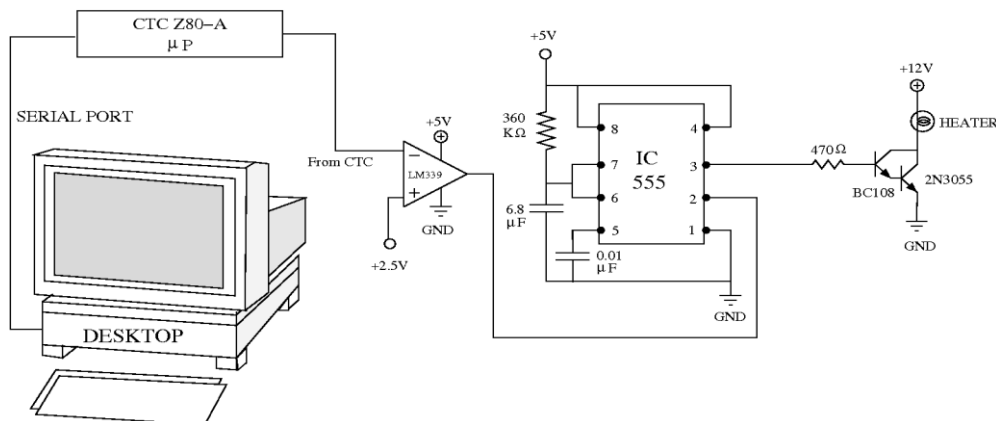 CTC Z80-A
μ P
SERIAL PORT
From CTC
+5V
−
LM339
+
GND
+2.5V
+5V
360
KΩ
6.8
μF
0.01
μF
8
7
6
5
IC
555
4
3
2
1
GND
470Ω
BC108
2N3055
+12V
HEATER
GND
DESKTOP